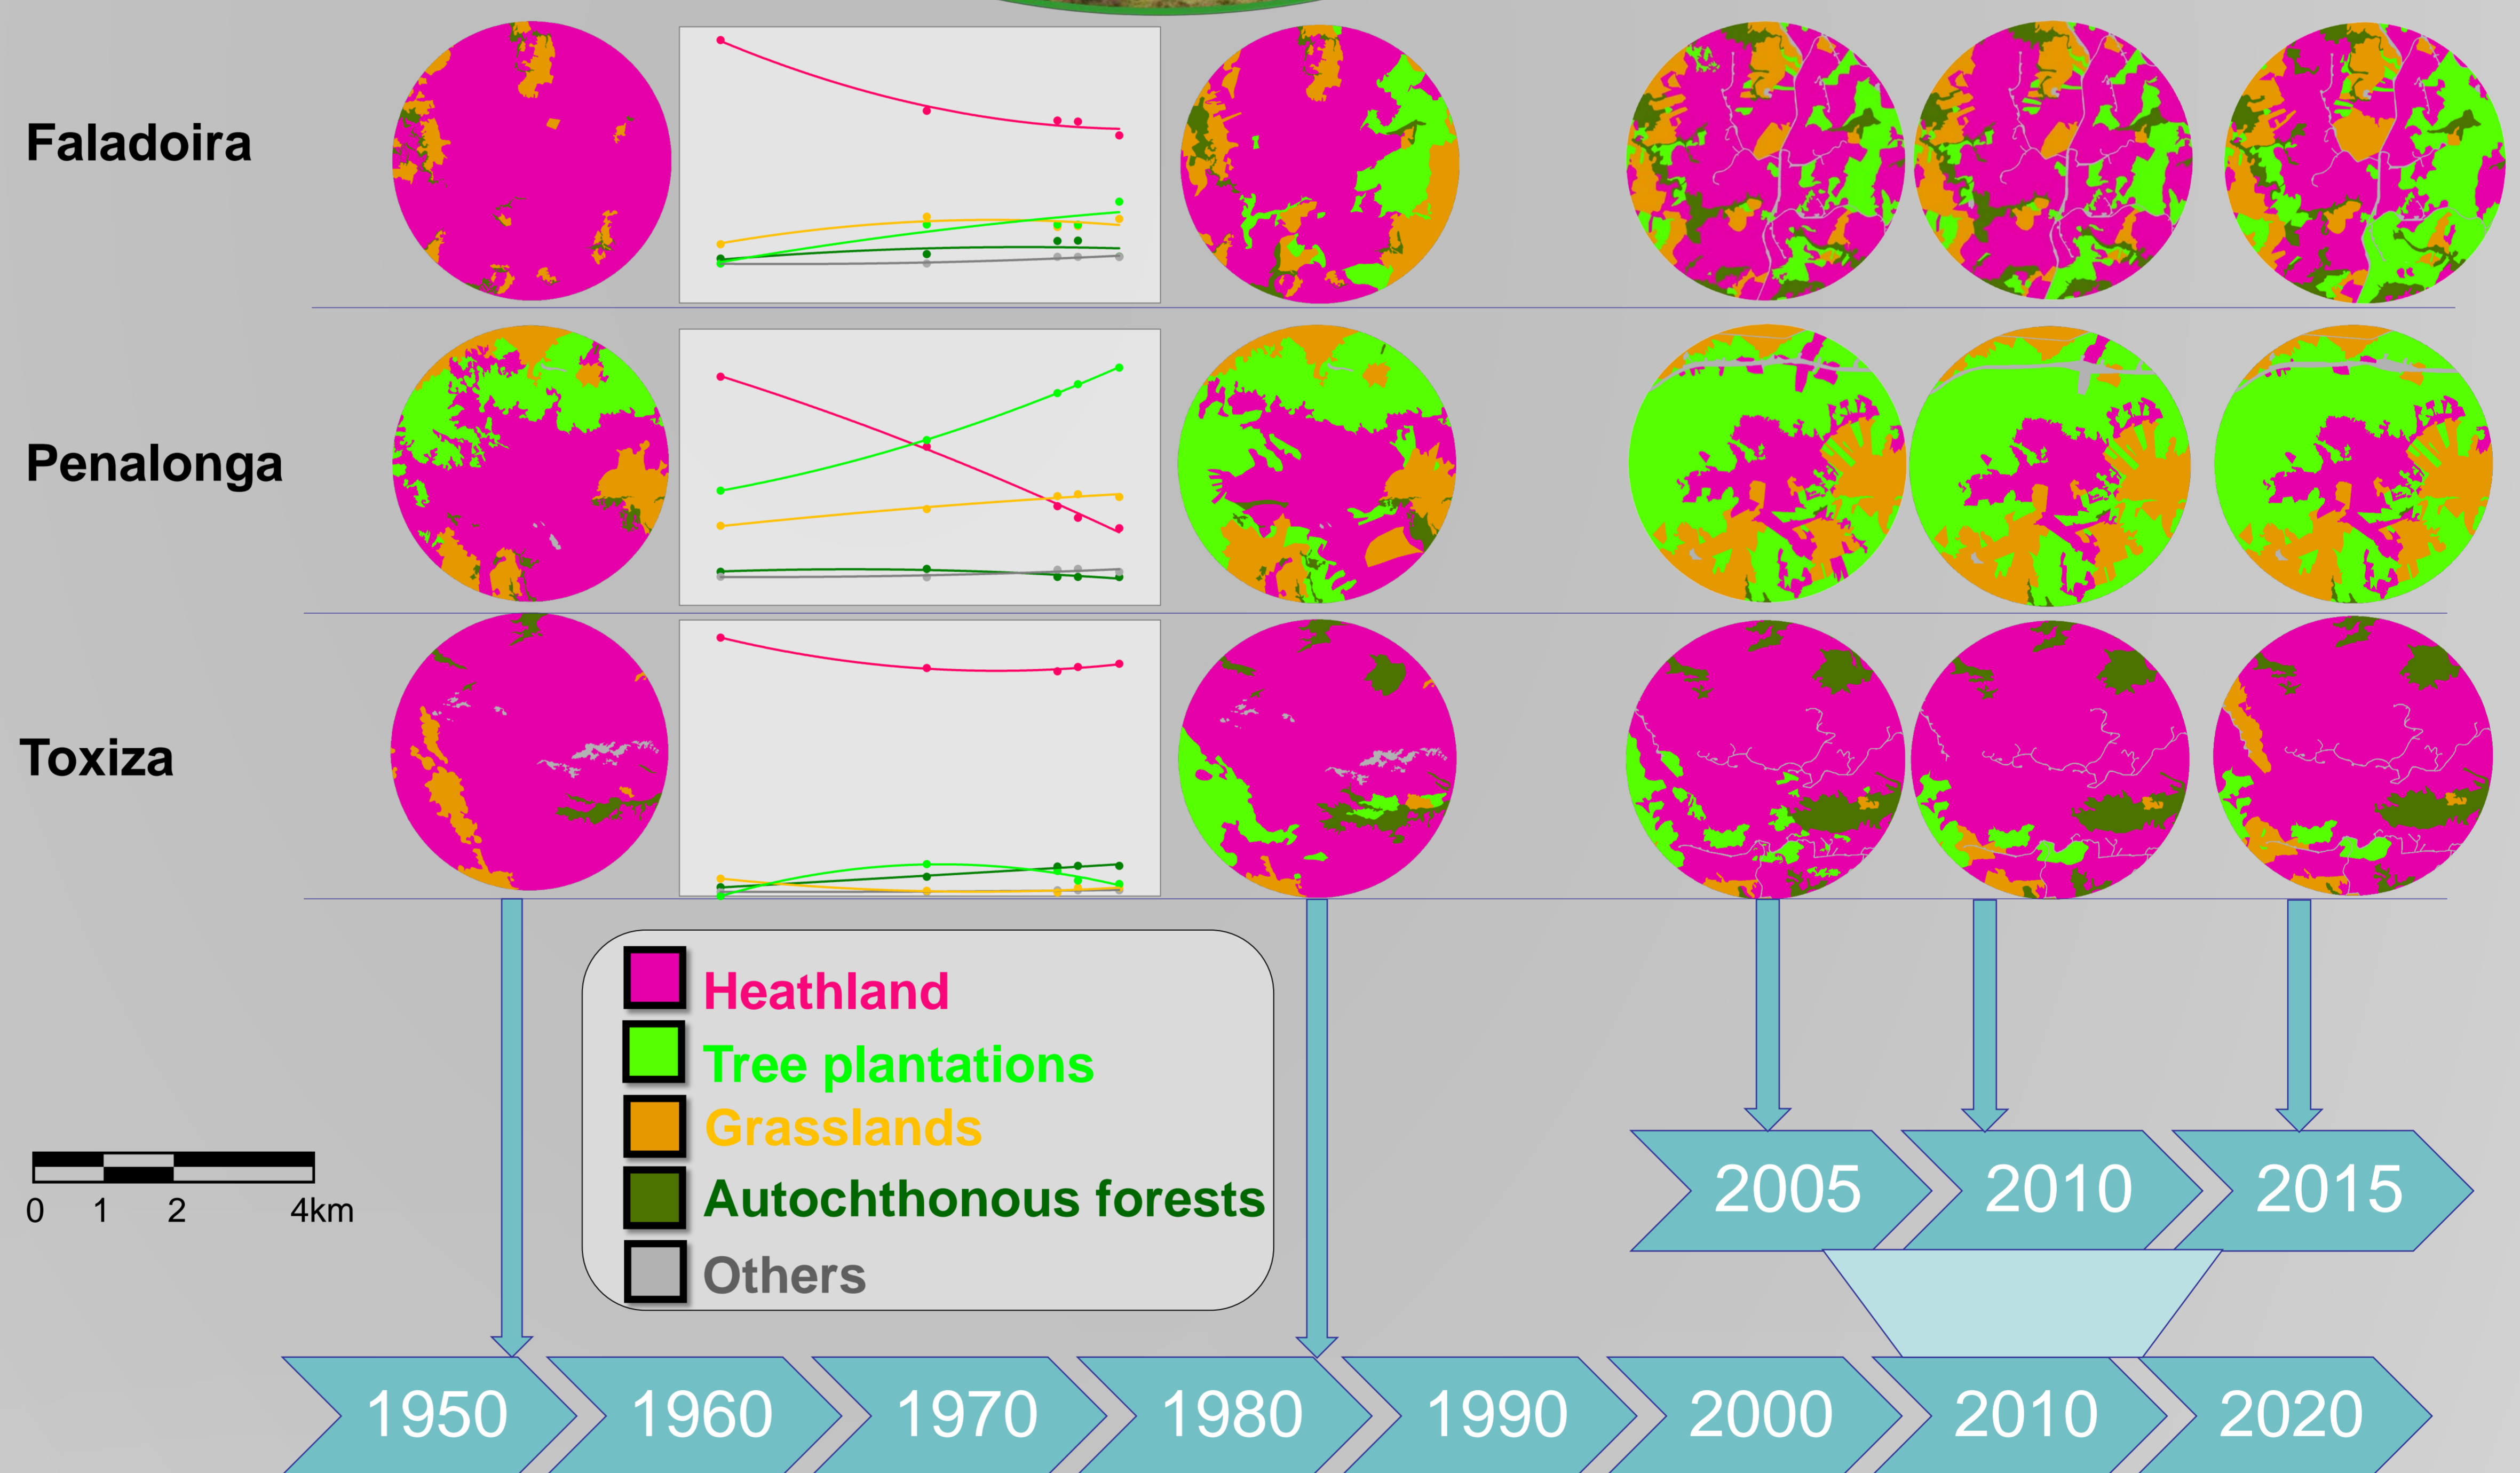 Faladoira
Penalonga
Toxiza
Heathland
Tree plantations
Grasslands
Autochthonous forests
Others
0 1 2 4km
2005 2010 2015
1950 1960 1970 1980 1990 2000 2010 2020